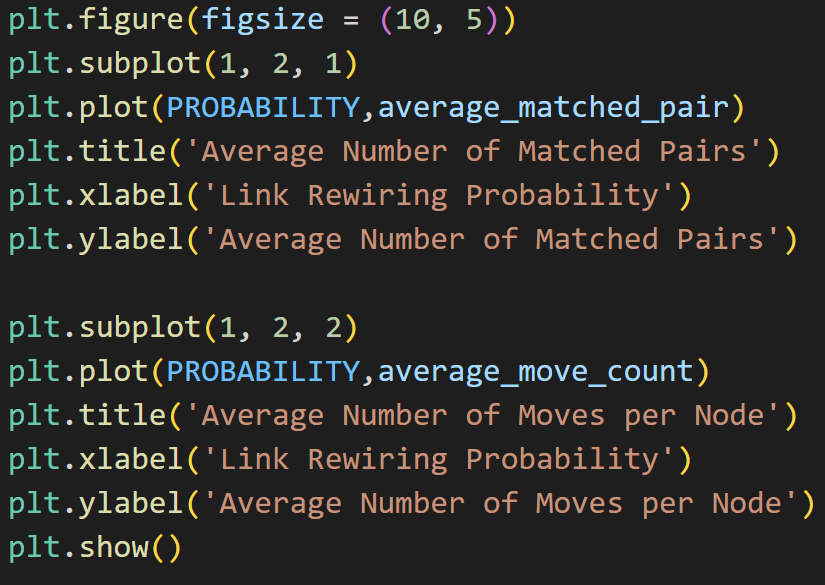 plt.figure(figsize = (10, 5))
plt.subplot(1, 2, 1)
plt.plot(PROBABILITY,average_matched_pair)
plt.title('Average Number of Matched Pairs')
plt.xlabel('Link Rewiring Probability')
plt.ylabel('Average Number of Matched Pairs')

plt.subplot(1, 2, 2)
plt.plot(PROBABILITY,average_move_count)
plt.title('Average Number of Moves per Node')
plt.xlabel('Link Rewiring Probability')
plt.ylabel('Average Number of Moves per Node')
plt.show()